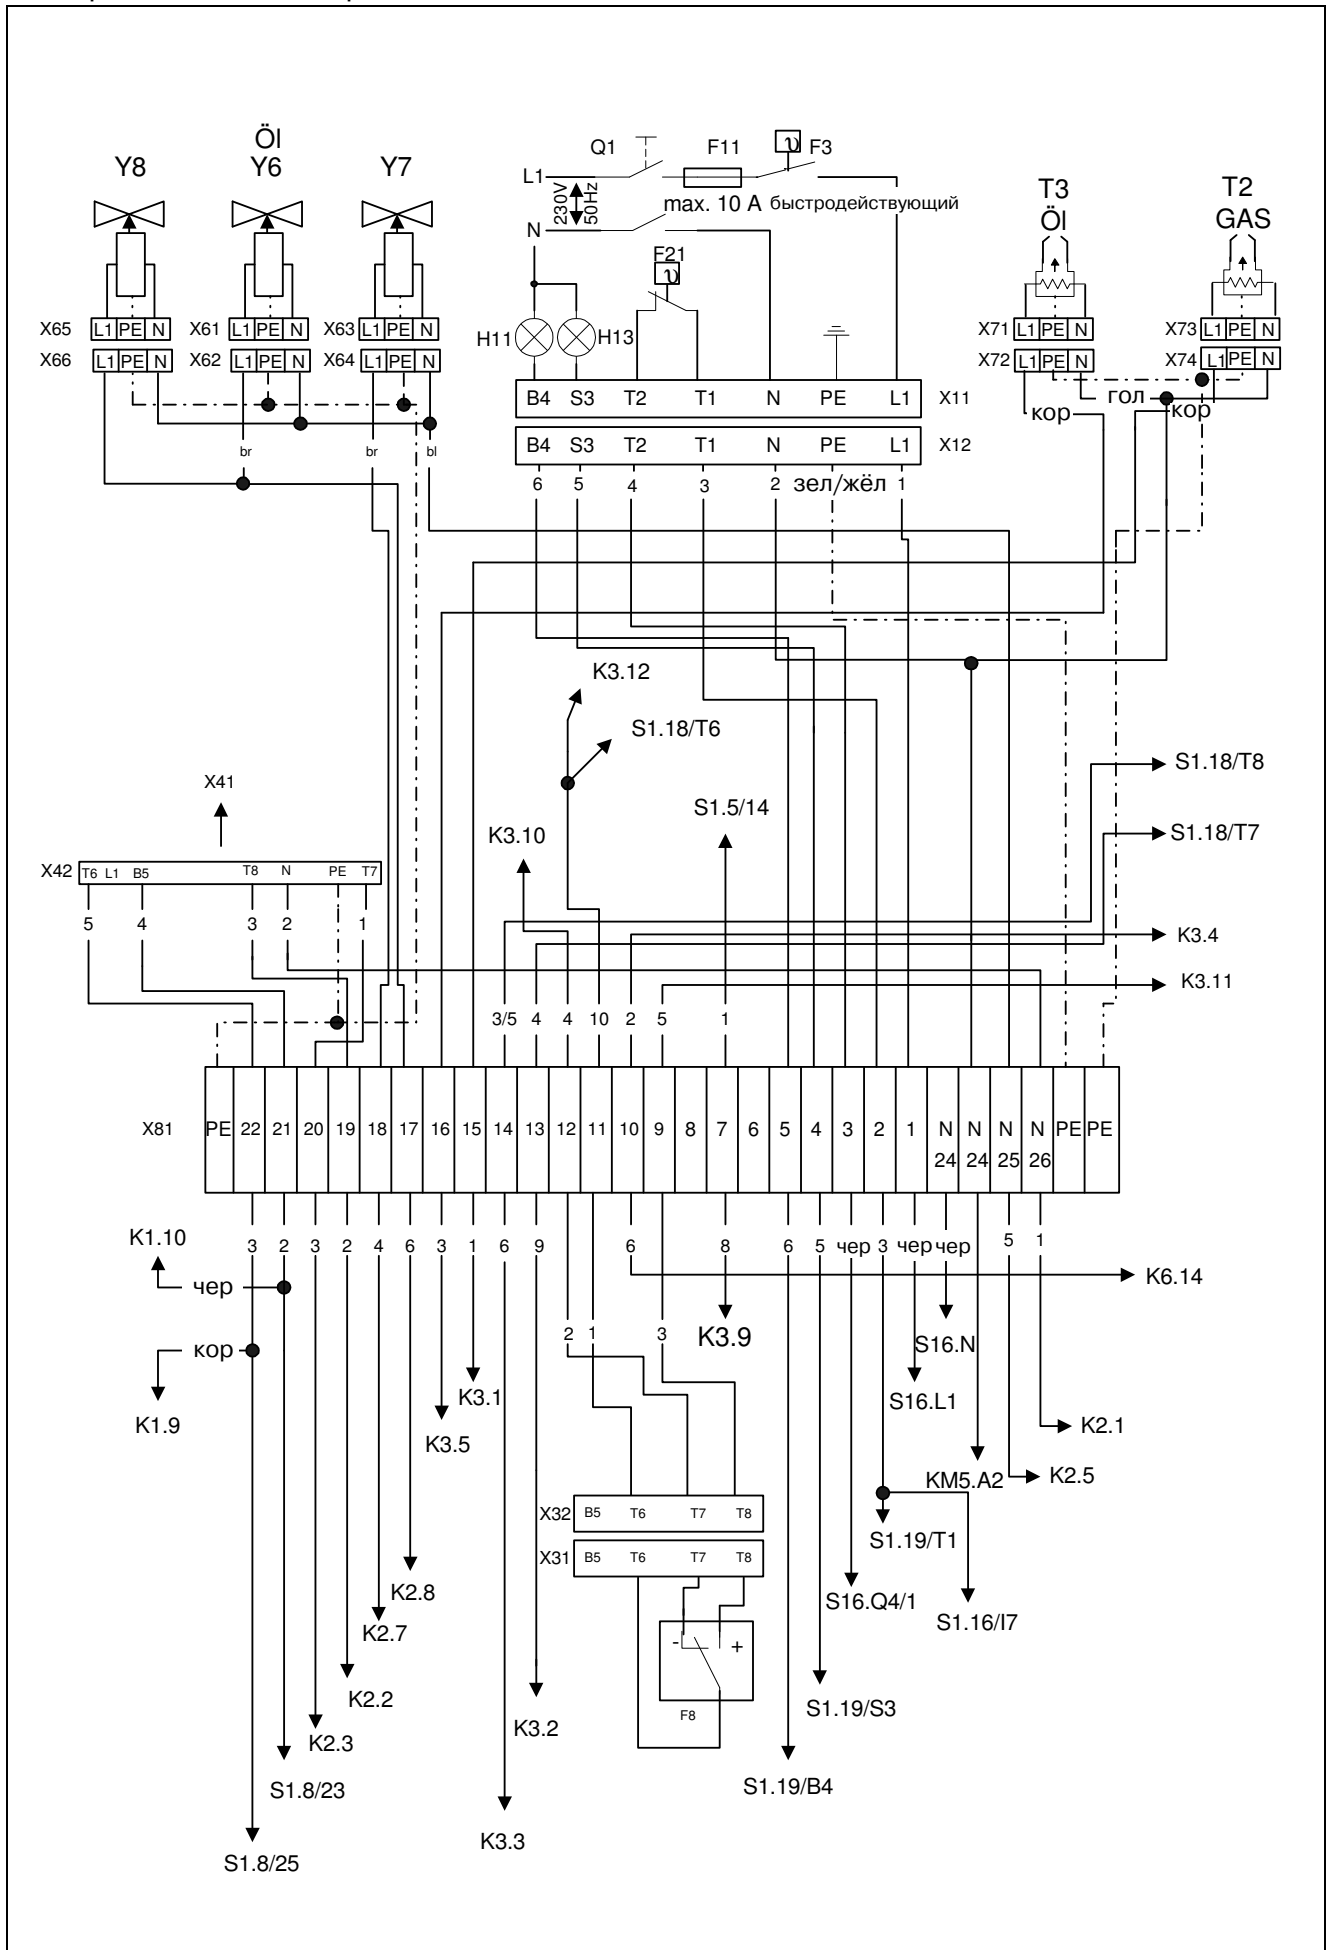 Öl
Y8 Y6 Y7
Q1 F11 F3
L1
230V
50Hz
max. 10 A быстродействующий
N
F21
υ
υ
H11 H13
T3
Öl
T2
GAS
X65 L1 PE N X61 L1 PE N X63 L1 PE N
X66 L1 PE N X62 L1 PE N X64 L1 PE N
X71 L1 PE N X73 L1 PE N
X72 L1 PE N X74 L1 PE N
B4 S3 T2 T1 N PE L1 X11
кор гол кор
B4 S3 T2 T1 N PE L1 X12
br br bl
6 5 4 3 2 зел/жёл 1
K3.12
S1.18/T6
S1.18/T8
X41
S1.5/14
K3.10
S1.18/T7
X42 T6 L1 B5 T8 N PE T7
5 4 3 2 1
K3.4
K3.11
3/5 4 4 10 2 5 1
X81 PE 22 21 20 19 18 17 16 15 14 13 12 11 10 9 8 7 6 5 4 3 2 1 N N N N PE PE
24 24 25 26
K1.10
3 2 3 2 4 6 3 1 6 9 6 8 6 5 чер 3 чер чер 5 1
K6.14
чер
2 1 3
K3.9
S16.N
кор
K3.1
S16.L1
K1.9
K2.1
K3.5
K2.5
KM5.A2
X32 B5 T6 T7 T8
S1.19/T1
X31 B5 T6 T7 T8
K2.8
S16.Q4/1
S1.16/I7
K2.7
- +
K2.2
S1.19/S3
F8
K3.2
K2.3
S1.19/B4
S1.8/23
K3.3
S1.8/25